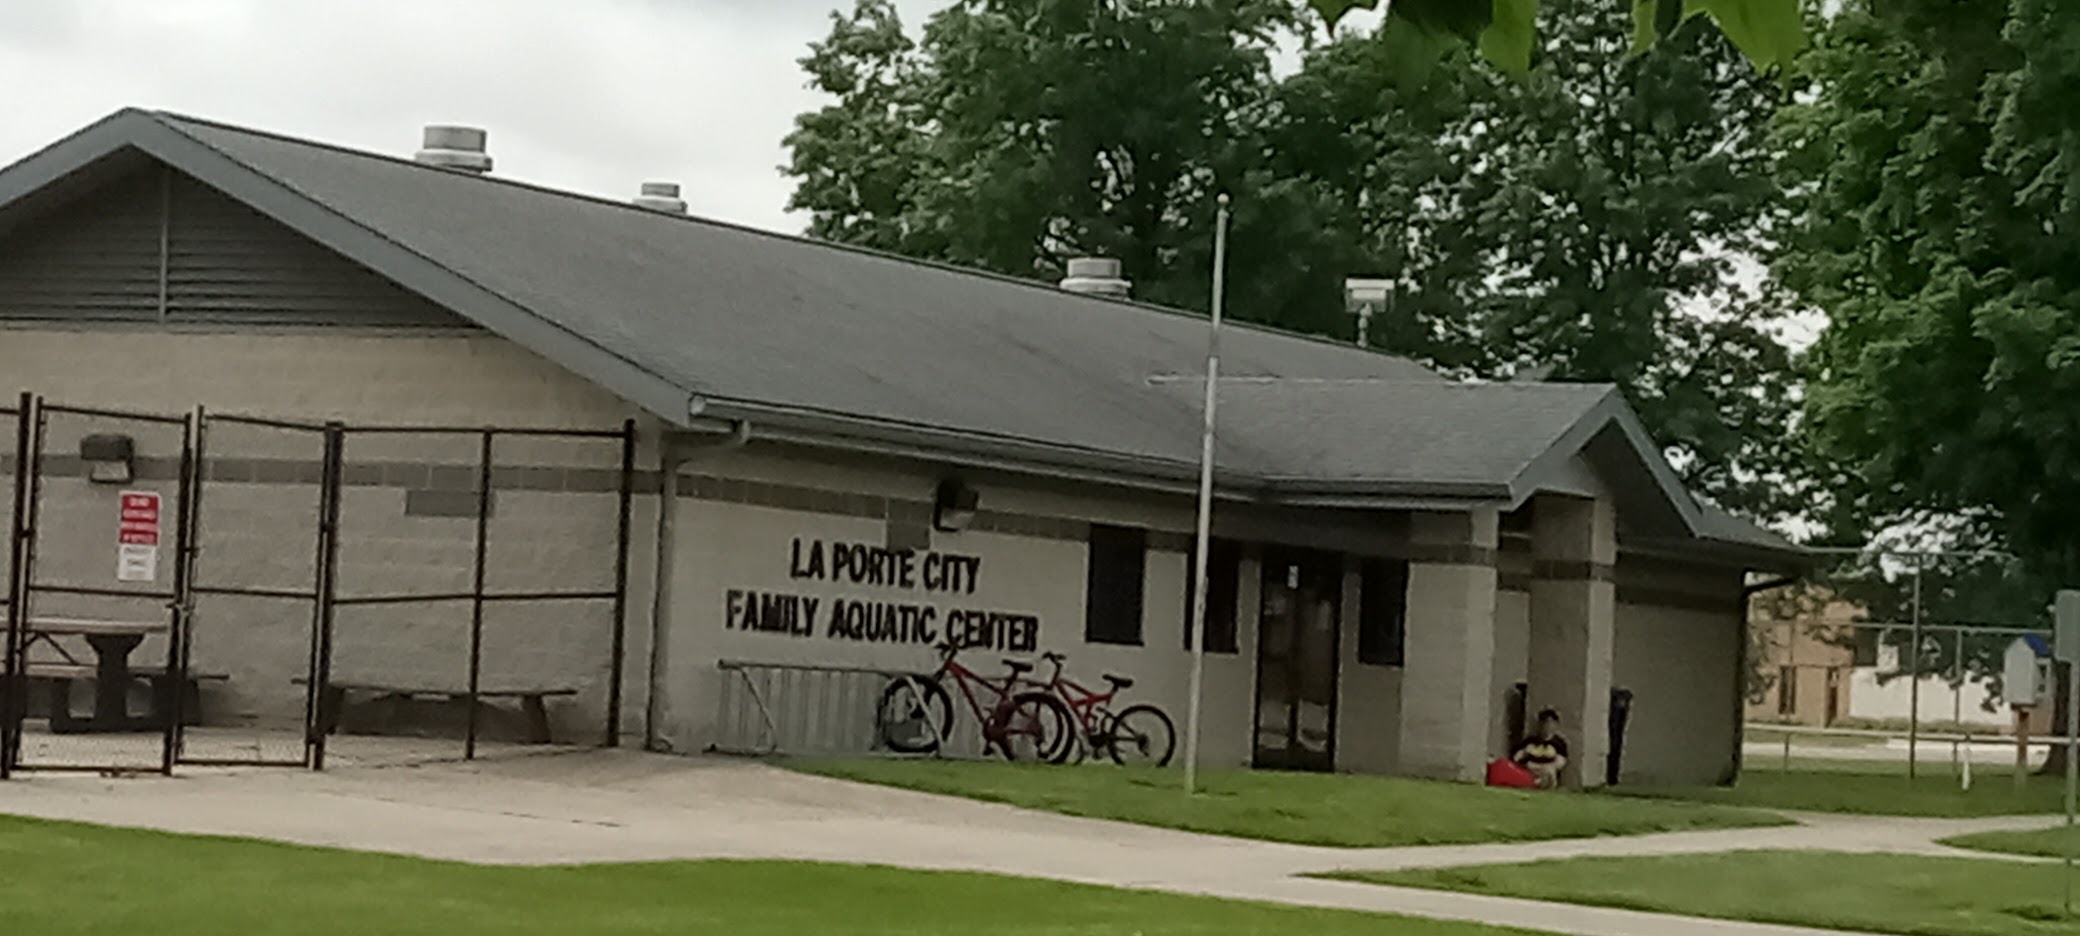 LA PORTE CITY
FAMILY AQUATIC CENTER